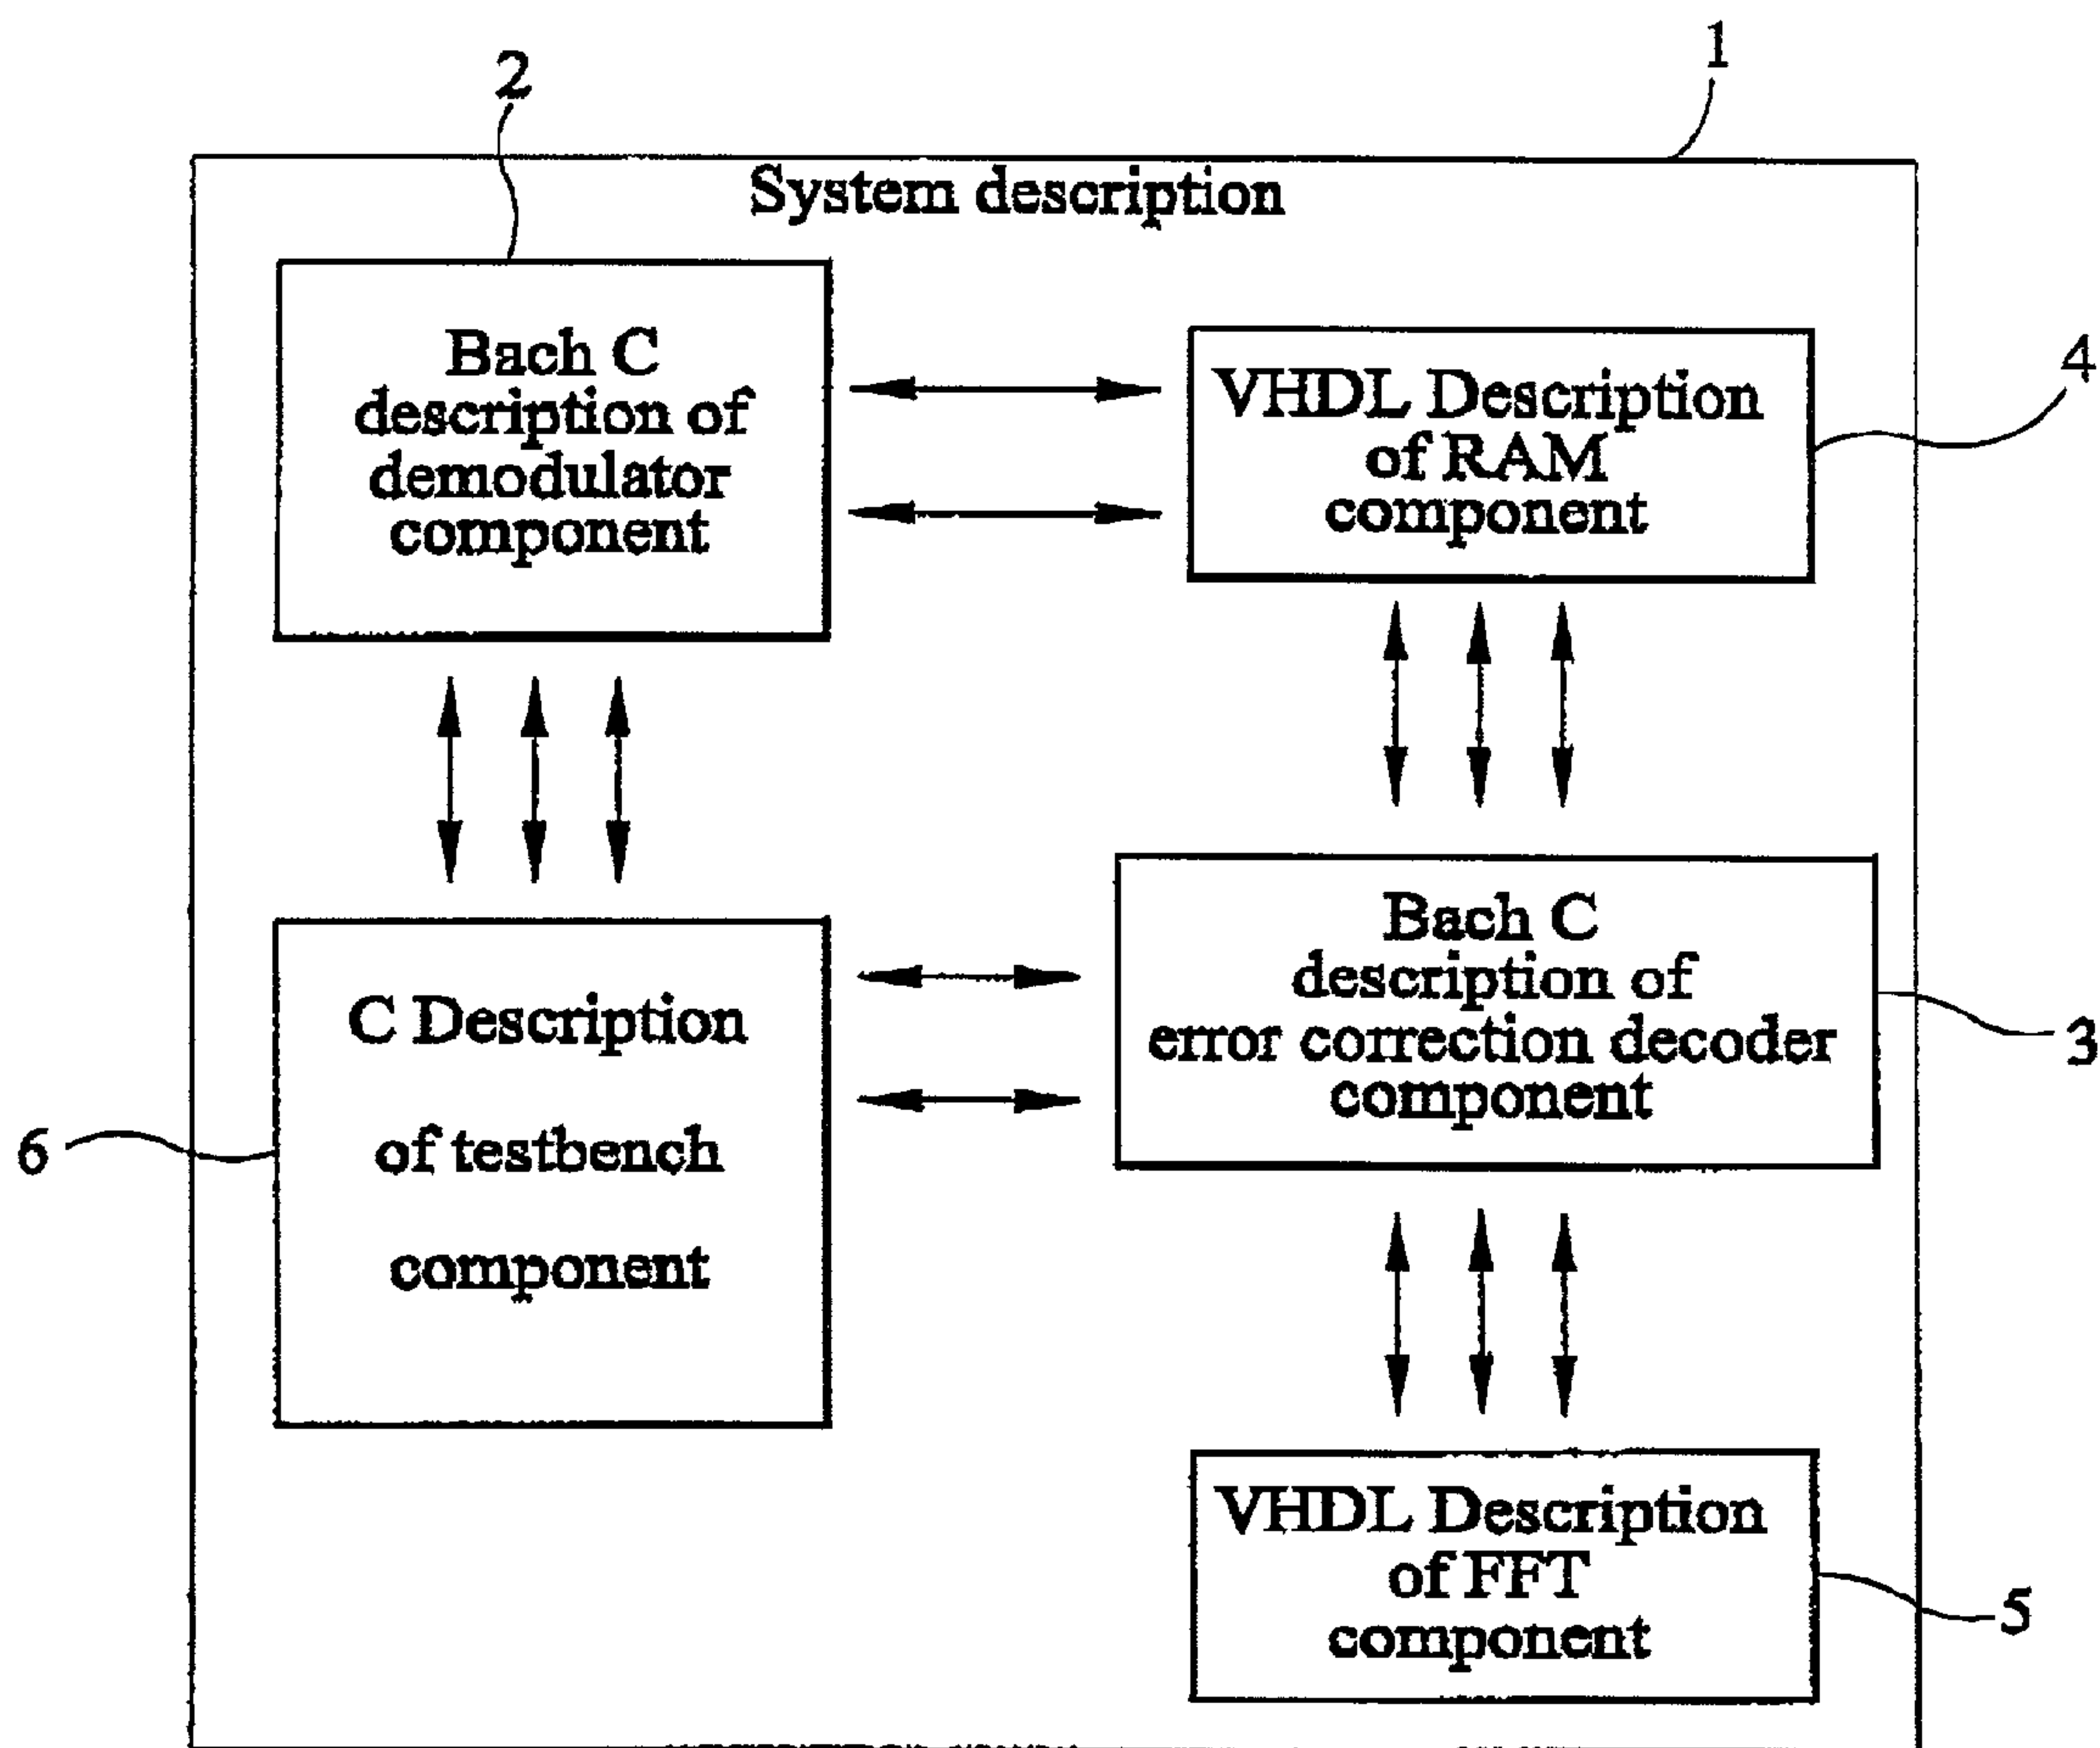 2
1
System description
Bach C
description of
demodulator
component
VHDL Description
of RAM
component
4
C Description
of testbench
component
6
Bach C
description of
error correction decoder
component
3
VHDL Description
of FFT
component
5